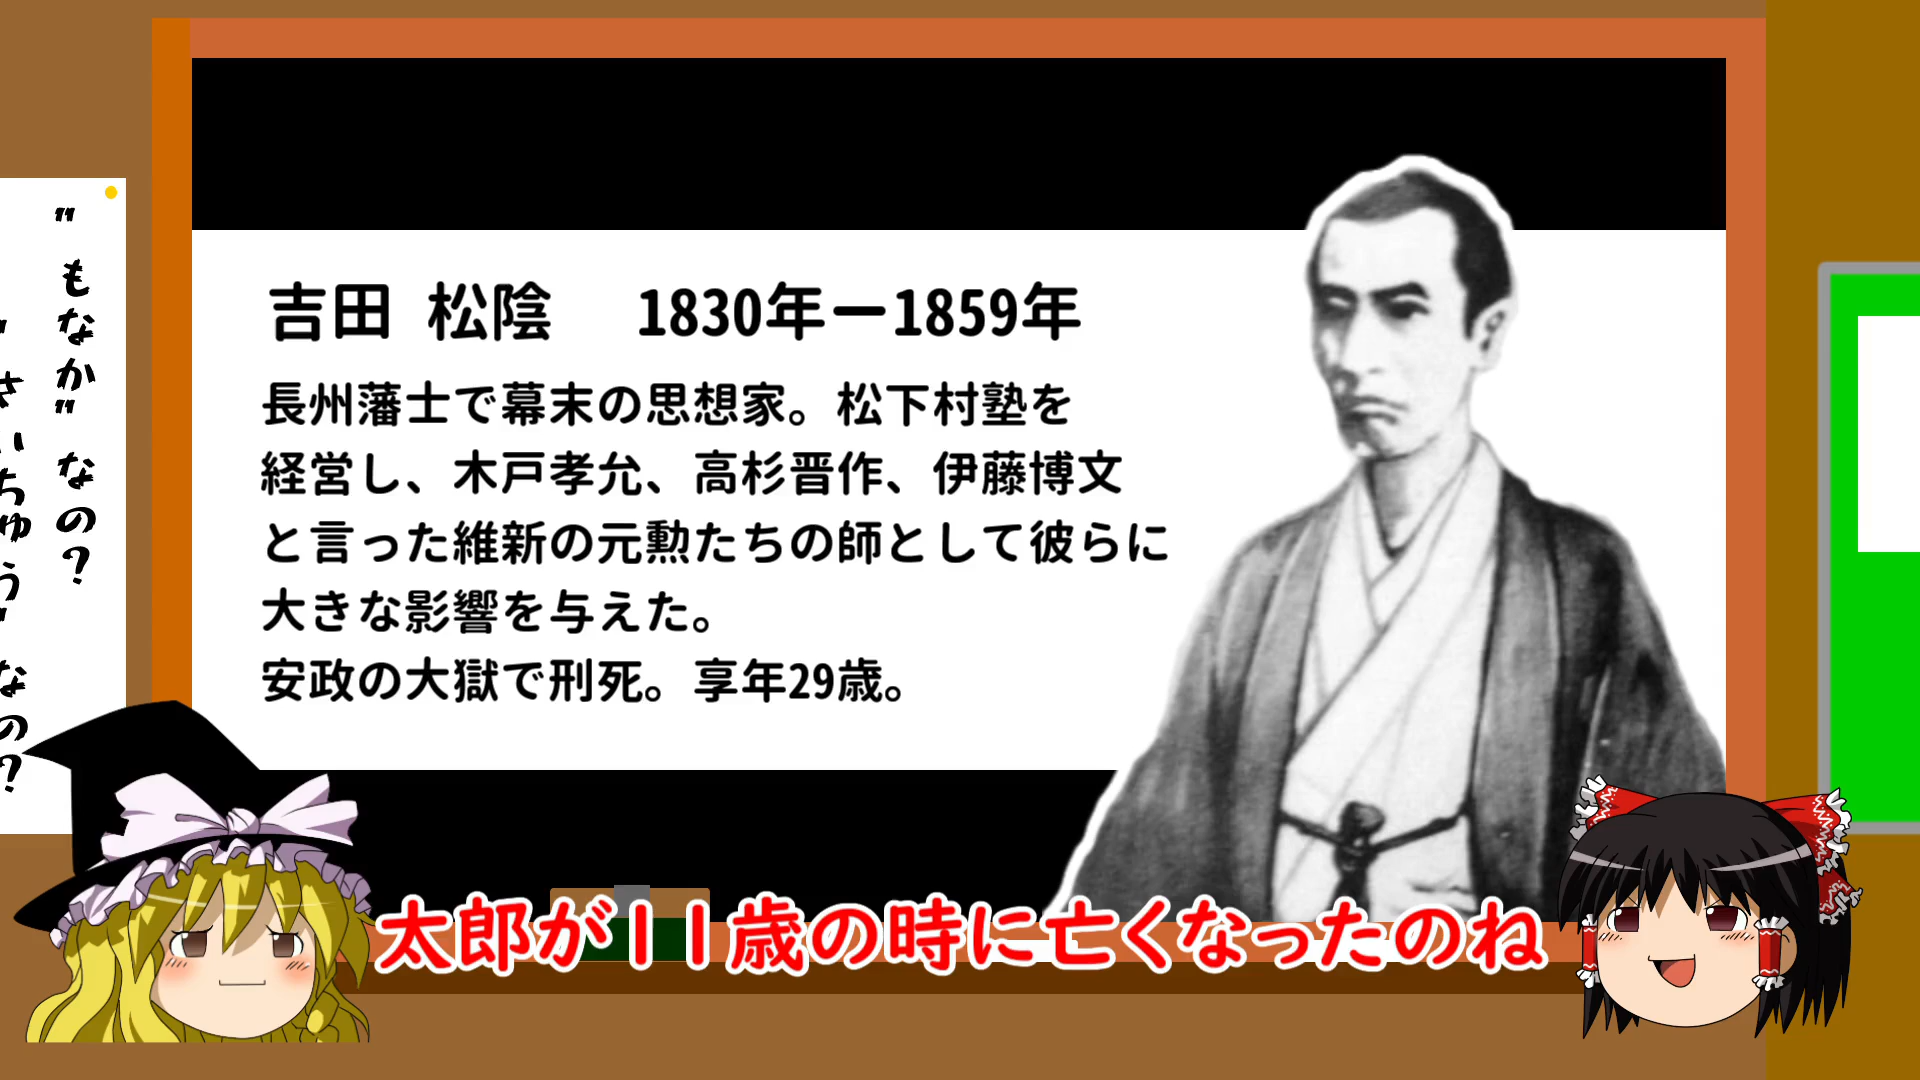 吉田 松陰 1830年ー1859年
長州藩士で幕末の思想家。松下村塾を
経営し、木戸孝允、高杉晋作、伊藤博文
と言った維新の元勲たちの師として彼らに
大きな影響を与えた。
安政の大獄で刑死。享年29歳。
"もなか"なの?
"さいちゅう"なの?
太郎が11歳の時に亡くなったのね